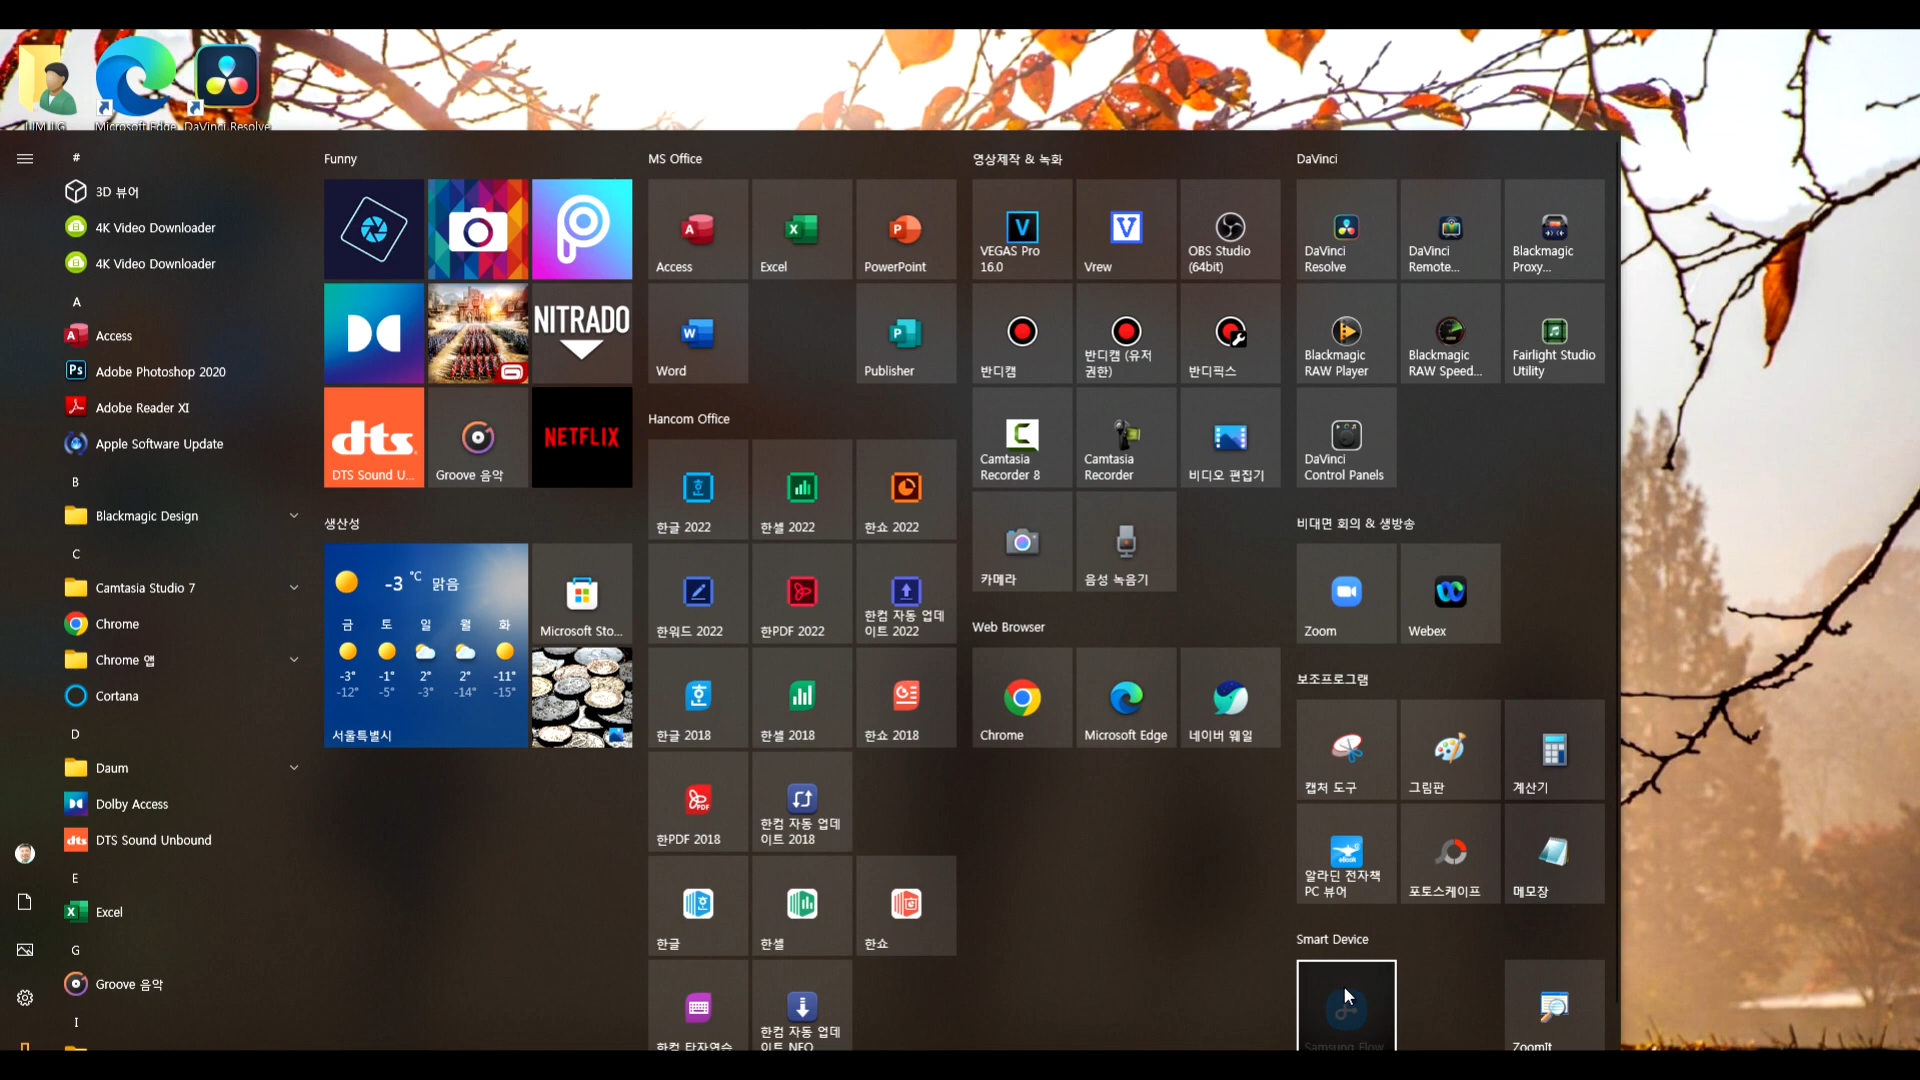 LIM LG
Microsoft Edge
DaVinci Resolve
#
3D 뷰어
4K Video Downloader
4K Video Downloader
A
Access
Adobe Photoshop 2020
Adobe Reader XI
Apple Software Update
B
Blackmagic Design
C
Camtasia Studio 7
Chrome
Chrome 앱
Cortana
D
Daum
Dolby Access
DTS Sound Unbound
E
Excel
G
Groove 음악
I
Funny
NITRADO
dts
DTS Sound U...
Groove 음악
NETFLIX
생산성
-3 °C 맑음
금 토 일 월 화
-3° -1° 2° 2° -11°
-12° -5° -3° -14° -15°
서울특별시
Microsoft Sto...
MS Office
Access
Excel
PowerPoint
Word
Publisher
Hancom Office
한글 2022
한셀 2022
한쇼 2022
한워드 2022
한PDF 2022
한컴 자동 업데
이트 2022
한글 2018
한셀 2018
한쇼 2018
한PDF 2018
한컴 자동 업데
이트 2018
한글
한셀
한쇼
한컴 타자연습
한컴 자동 업데
이트 NEO
영상제작 & 녹화
VEGAS Pro
16.0
Vrew
OBS Studio
(64bit)
반디캠
반디캠 (유저
권한)
반디픽스
Camtasia
Recorder 8
Camtasia
Recorder
비디오 편집기
카메라
음성 녹음기
Web Browser
Chrome
Microsoft Edge
네이버 웨일
DaVinci
DaVinci
Resolve
DaVinci
Remote...
Blackmagic
Proxy...
Blackmagic
RAW Player
Blackmagic
RAW Speed...
Fairlight Studio
Utility
DaVinci
Control Panels
비대면 회의 & 생방송
Zoom
Webex
보조프로그램
캡처 도구
그림판
계산기
알라딘 전자책
PC 뷰어
포토스케이프
메모장
Smart Device
Samsung Flow
ZoomIt